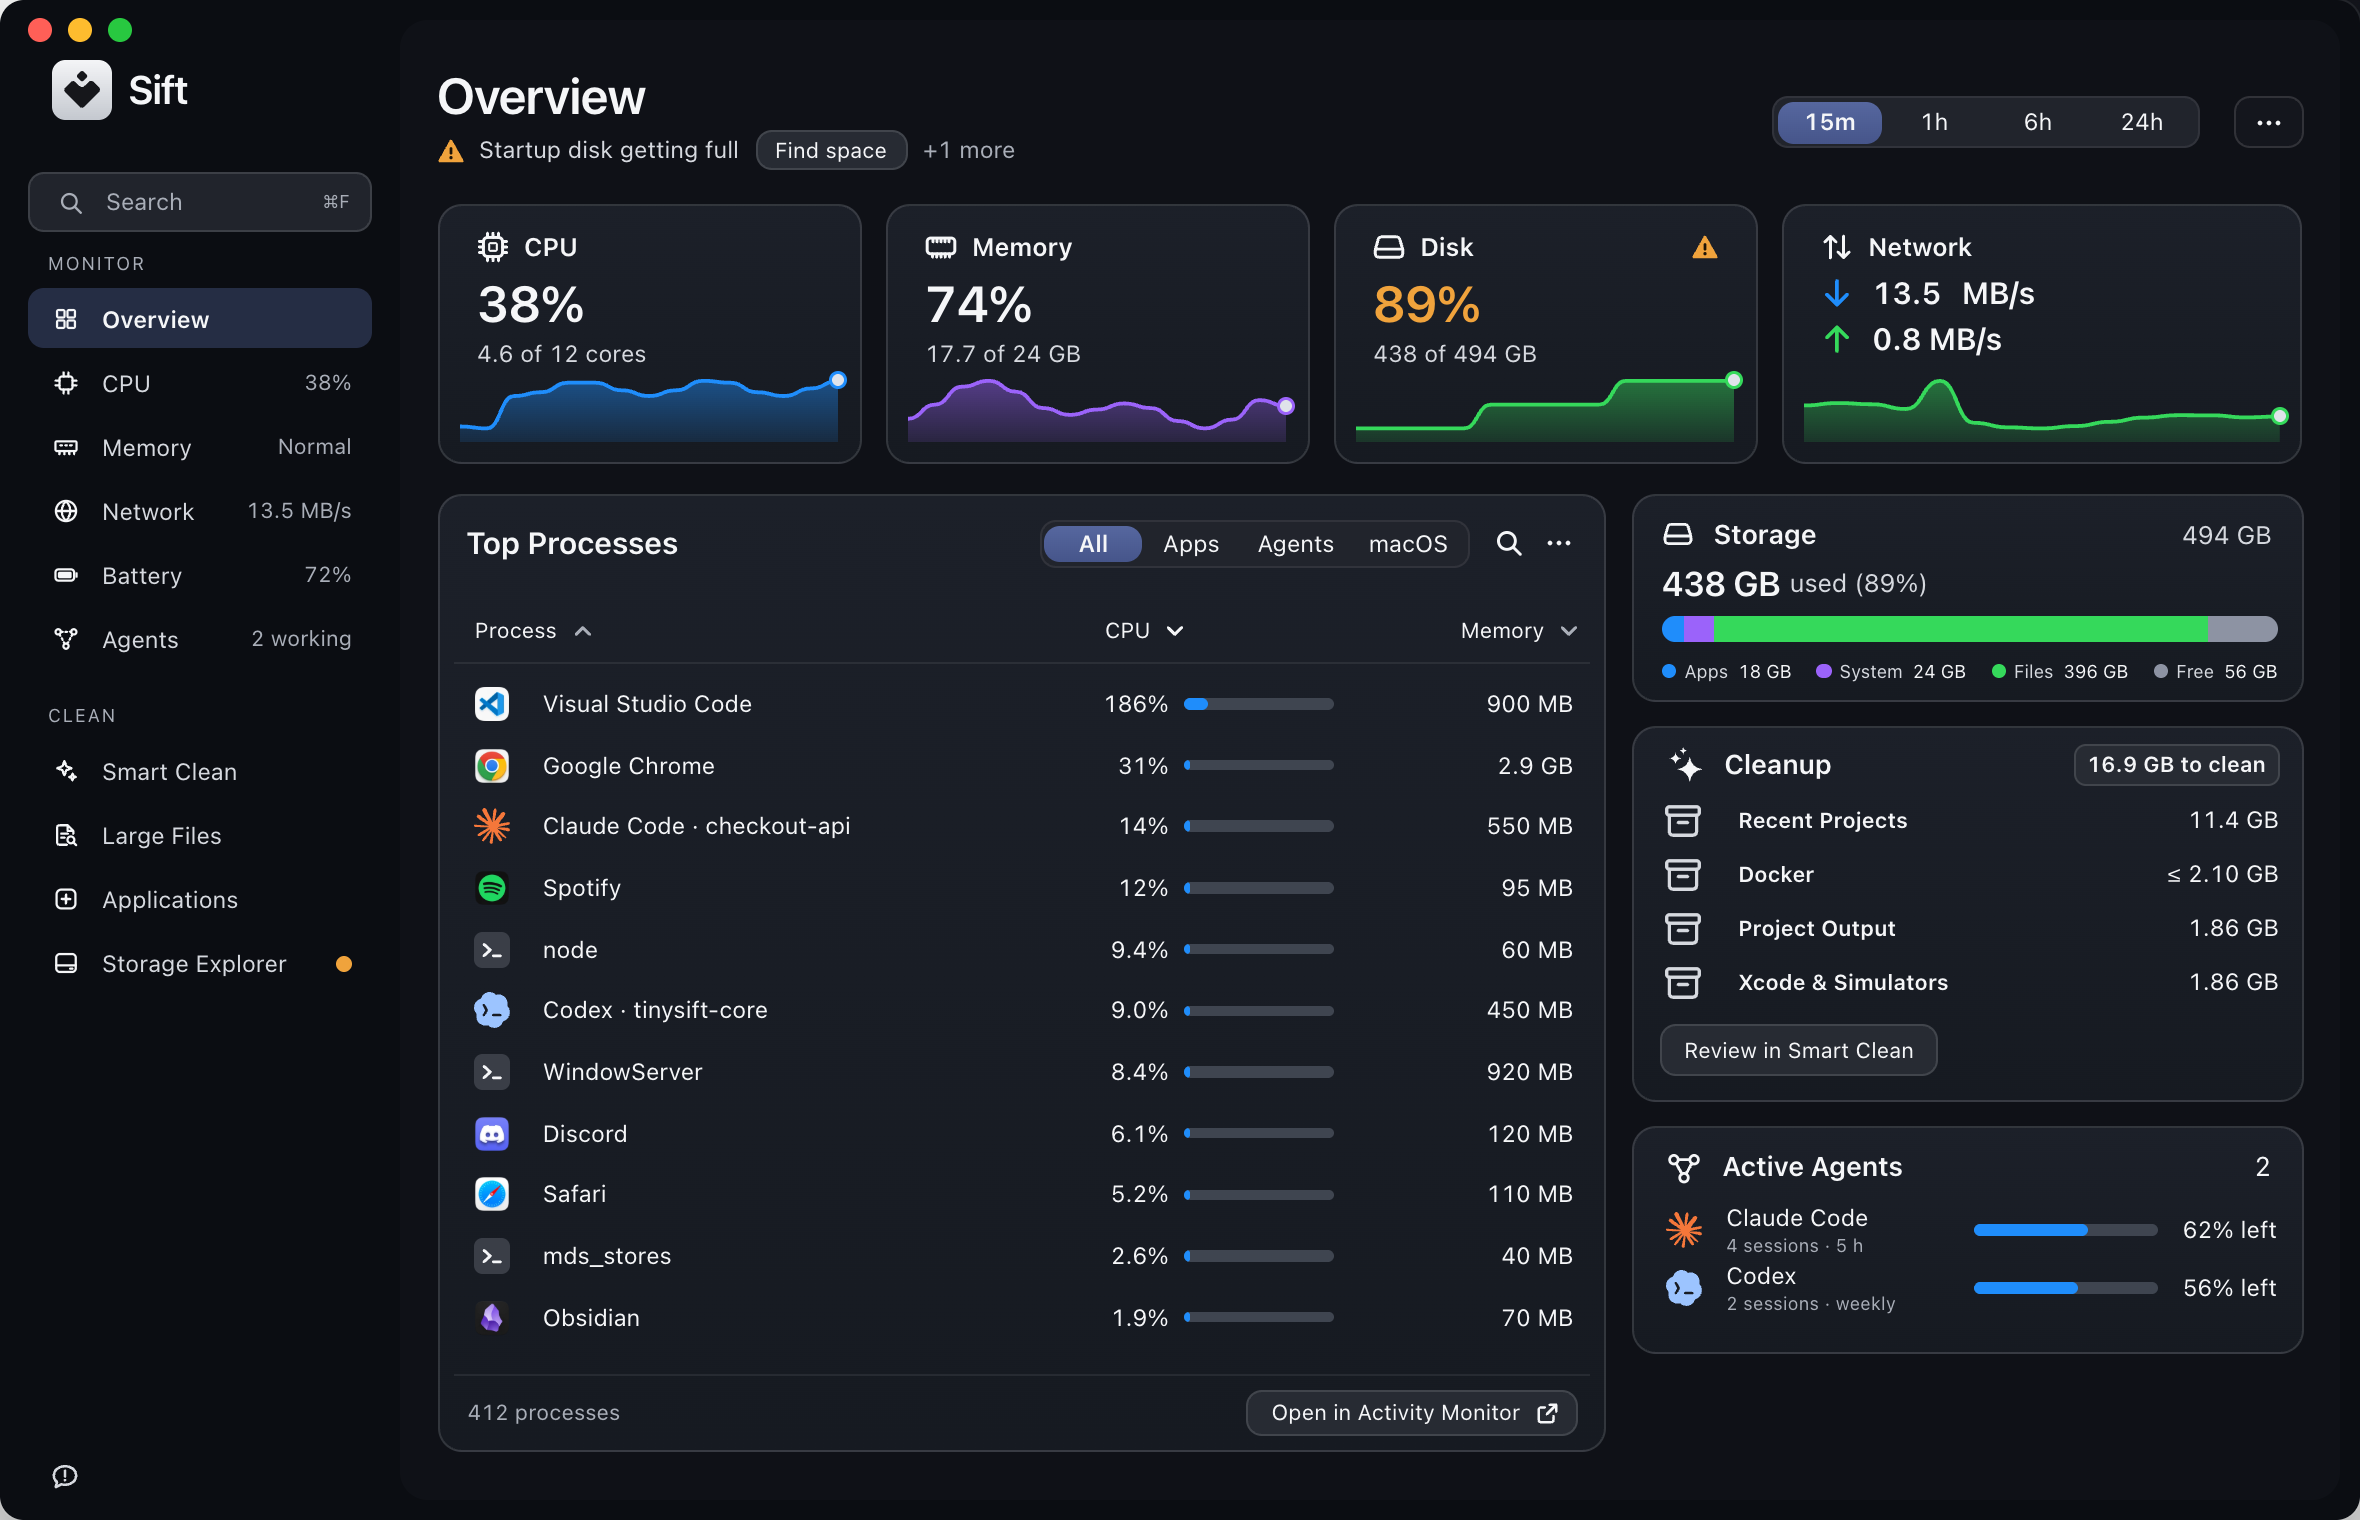 Sift
Search ⌘F
MONITOR
Overview
CPU 38%
Memory Normal
Network 13.5 MB/s
Battery 72%
Agents 2 working
CLEAN
Smart Clean
Large Files
Applications
Storage Explorer
Overview
Startup disk getting full Find space +1 more
15m 1h 6h 24h
CPU
38%
4.6 of 12 cores
Memory
74%
17.7 of 24 GB
Disk
89%
438 of 494 GB
Network
13.5 MB/s
0.8 MB/s
Top Processes
All Apps Agents macOS
Process CPU Memory
Visual Studio Code 186% 900 MB
Google Chrome 31% 2.9 GB
Claude Code · checkout-api 14% 550 MB
Spotify 12% 95 MB
node 9.4% 60 MB
Codex · tinysift-core 9.0% 450 MB
WindowServer 8.4% 920 MB
Discord 6.1% 120 MB
Safari 5.2% 110 MB
mds_stores 2.6% 40 MB
Obsidian 1.9% 70 MB
412 processes Open in Activity Monitor
Storage 494 GB
438 GB used (89%)
Apps 18 GB System 24 GB Files 396 GB Free 56 GB
Cleanup 16.9 GB to clean
Recent Projects 11.4 GB
Docker ≤ 2.10 GB
Project Output 1.86 GB
Xcode & Simulators 1.86 GB
Review in Smart Clean
Active Agents 2
Claude Code 62% left
4 sessions · 5 h
Codex 56% left
2 sessions · weekly